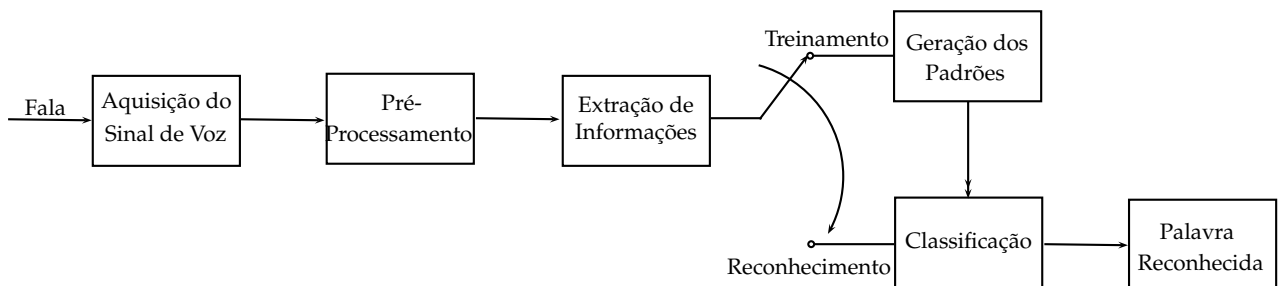 Fala
Aquisição do
Sinal de Voz
Pré-
Processamento
Extração de
Informações
Treinamento
Geração dos
Padrões
Reconhecimento
Classificação
Palavra
Reconhecida